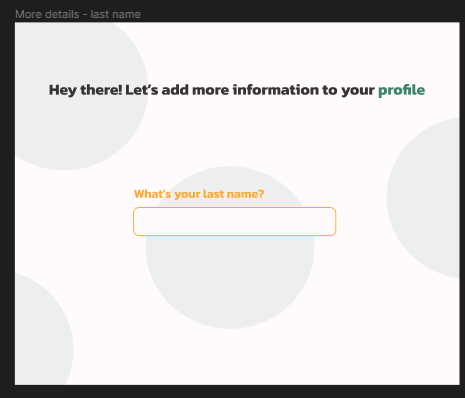 More details - last name
Hey there! Let's add more information to your profile
What's your last name?